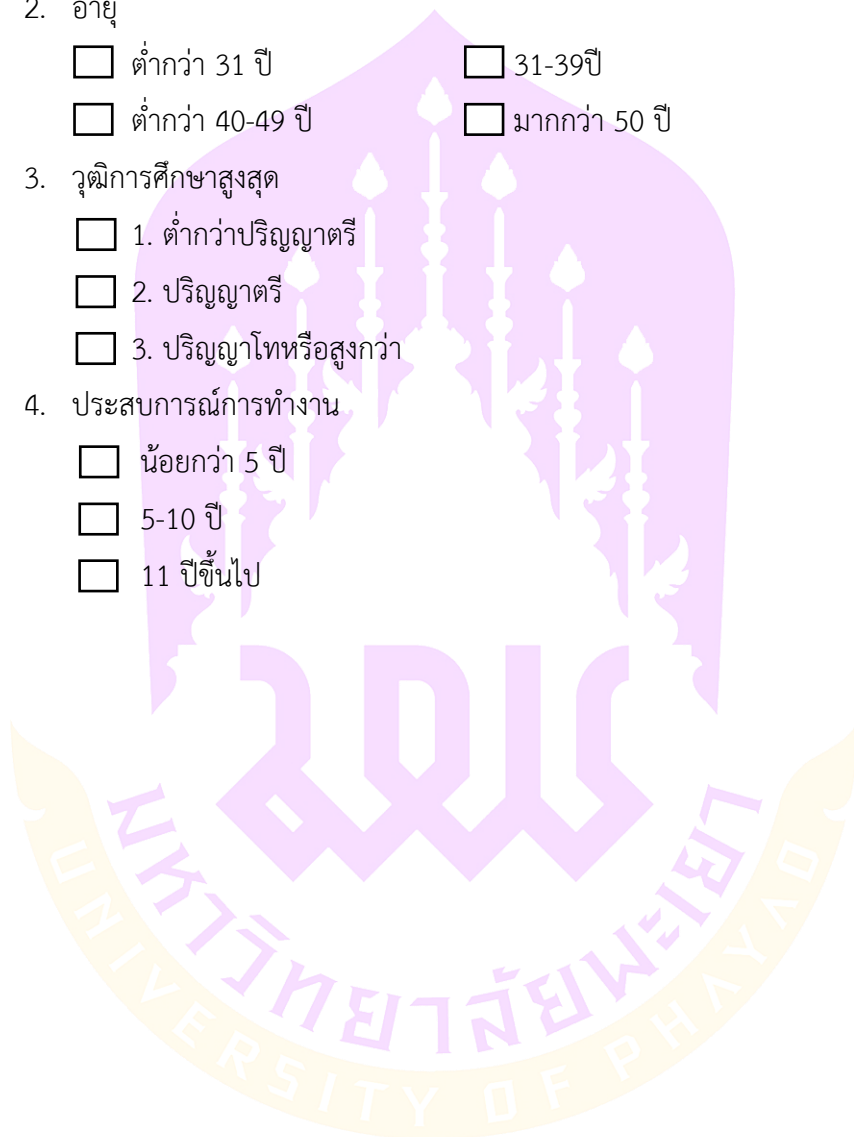 2. อายุ
ต่ำกว่า 31 ปี 31-39ปี
ต่ำกว่า 40-49 ปี มากกว่า 50 ปี
3. วุฒิการศึกษาสูงสุด
1. ต่ำกว่าปริญญาตรี
2. ปริญญาตรี
3. ปริญญาโทหรือสูงกว่า
4. ประสบการณ์การทำงาน
น้อยกว่า 5 ปี
5-10 ปี
11 ปีขึ้นไป
มหาวิทยาลัยพะเยา
UNIVERSITY OF PHAYAO